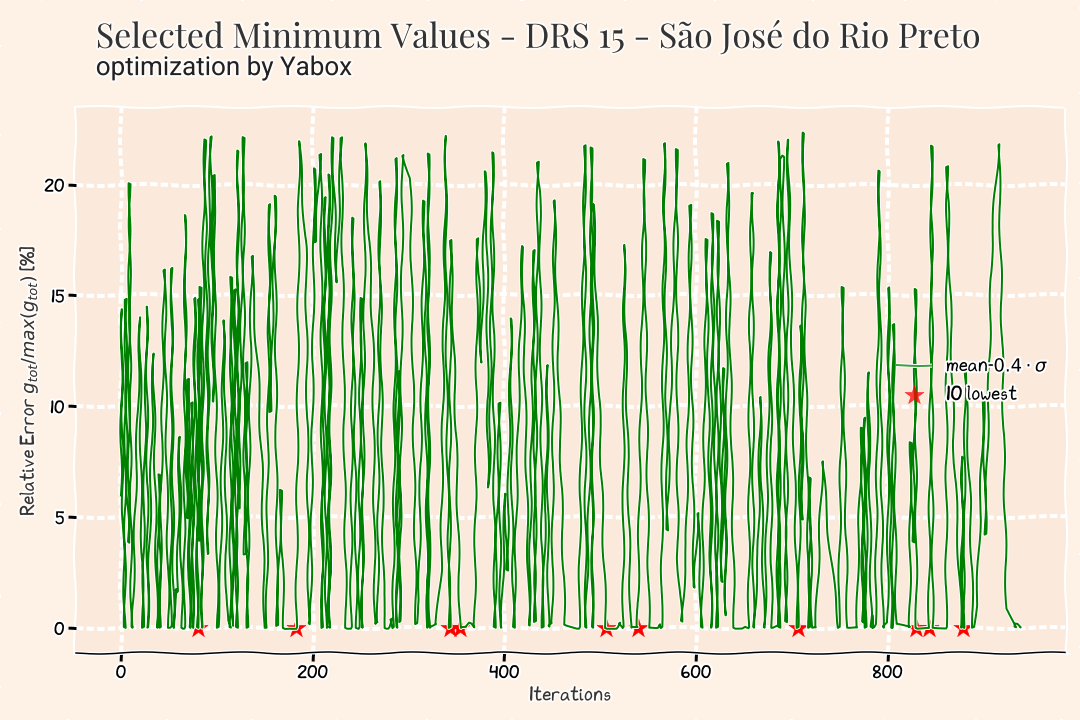 Selected Minimum Values - DRS 15 - São José do Rio Preto
optimization by Yabox
Relative Error g_tot/max(g_tot) [%]
20
15
10
5
0
mean-0.4·σ
10 lowest
0 200 400 600 800
Iterations